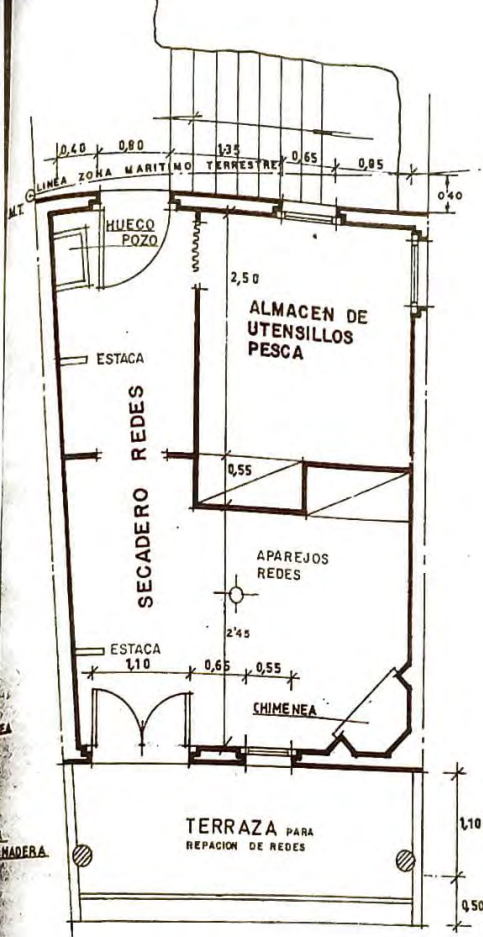 0,40 0,80 1,35 0,65 0,85
LINEA ZONA MARITIMO TERRESTRE
0,40
M.T.
HUECO
POZO
2,50
ALMACEN DE
UTENSILLOS
PESCA
ESTACA
SECADERO REDES
0,55
APAREJOS
REDES
2'45
ESTACA
1,10 0,65 0,55
CHIMENEA
TERRAZA PARA
REPACION DE REDES
MADERA
1,10
0,50